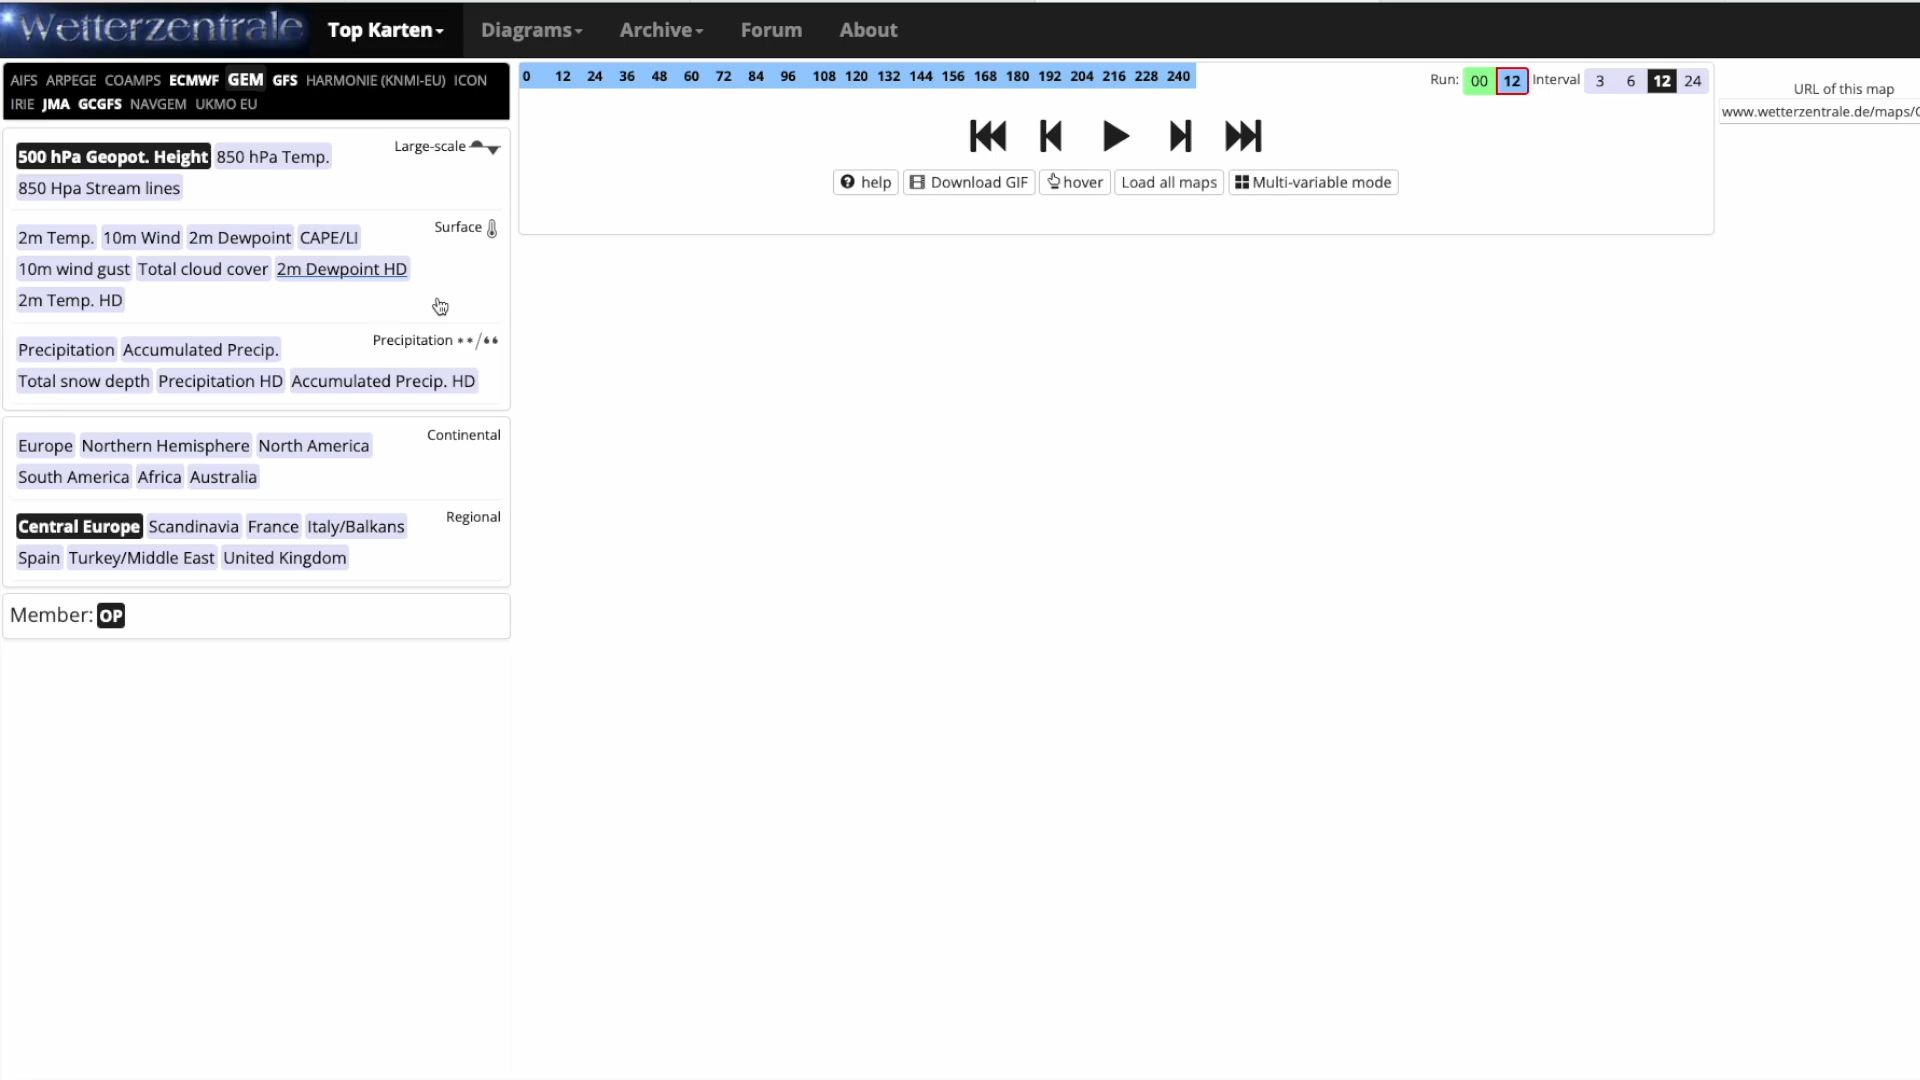 Wetterzentrale Top Karten Diagrams Archive Forum About
AIFS ARPEGE COAMPS ECMWF GEM GFS HARMONIE (KNMI-EU) ICON
IRIE JMA GCGFS NAVGEM UKMO EU
Large-scale
500 hPa Geopot. Height 850 hPa Temp.
850 Hpa Stream lines
Surface
2m Temp. 10m Wind 2m Dewpoint CAPE/LI
10m wind gust Total cloud cover 2m Dewpoint HD
2m Temp. HD
Precipitation
Precipitation Accumulated Precip.
Total snow depth Precipitation HD Accumulated Precip. HD
Continental
Europe Northern Hemisphere North America
South America Africa Australia
Regional
Central Europe Scandinavia France Italy/Balkans
Spain Turkey/Middle East United Kingdom
Member: OP
0 12 24 36 48 60 72 84 96 108 120 132 144 156 168 180 192 204 216 228 240
Run: 00 12 Interval 3 6 12 24
help Download GIF hover Load all maps Multi-variable mode
URL of this map
www.wetterzentrale.de/maps/